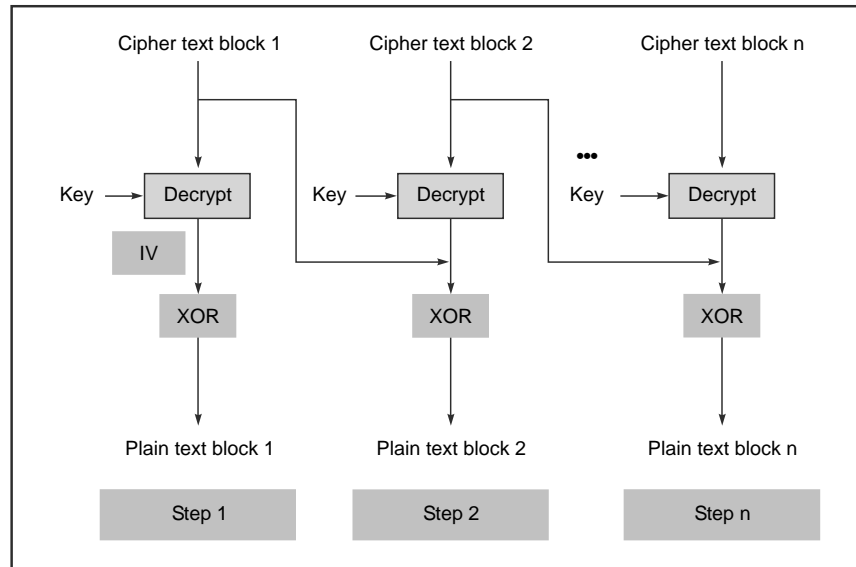 Cipher text block 1
Cipher text block 2
Cipher text block n
•••
Key
Decrypt
Key
Decrypt
Key
Decrypt
IV
XOR
XOR
XOR
Plain text block 1
Plain text block 2
Plain text block n
Step 1
Step 2
Step n